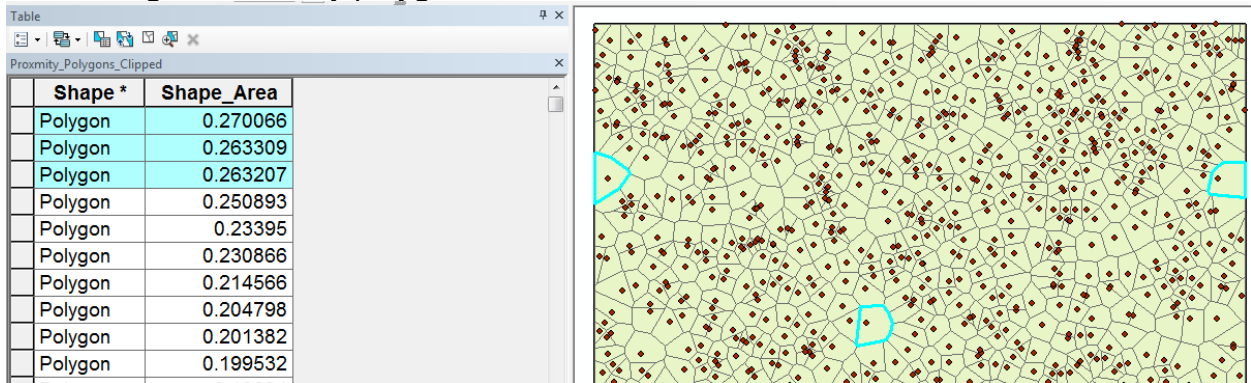 Table
Proxmity_Polygons_Clipped
Shape * Shape_Area
Polygon 0.270066
Polygon 0.263309
Polygon 0.263207
Polygon 0.250893
Polygon 0.23395
Polygon 0.230866
Polygon 0.214566
Polygon 0.204798
Polygon 0.201382
Polygon 0.199532